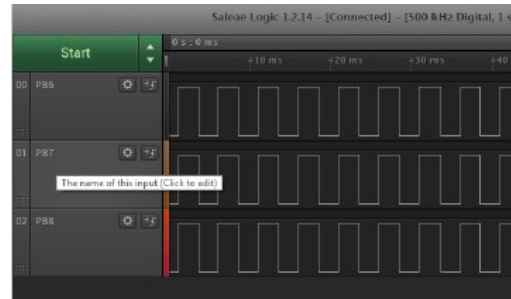 Saleae Logic 1.2.14 - [Connected] - [500 kHz Digital, 1 s
Start
0 s : 0 ms
+10 ms +20 ms +30 ms +40
00 PB6
01 PB7
The name of this input (Click to edit)
02 PB8